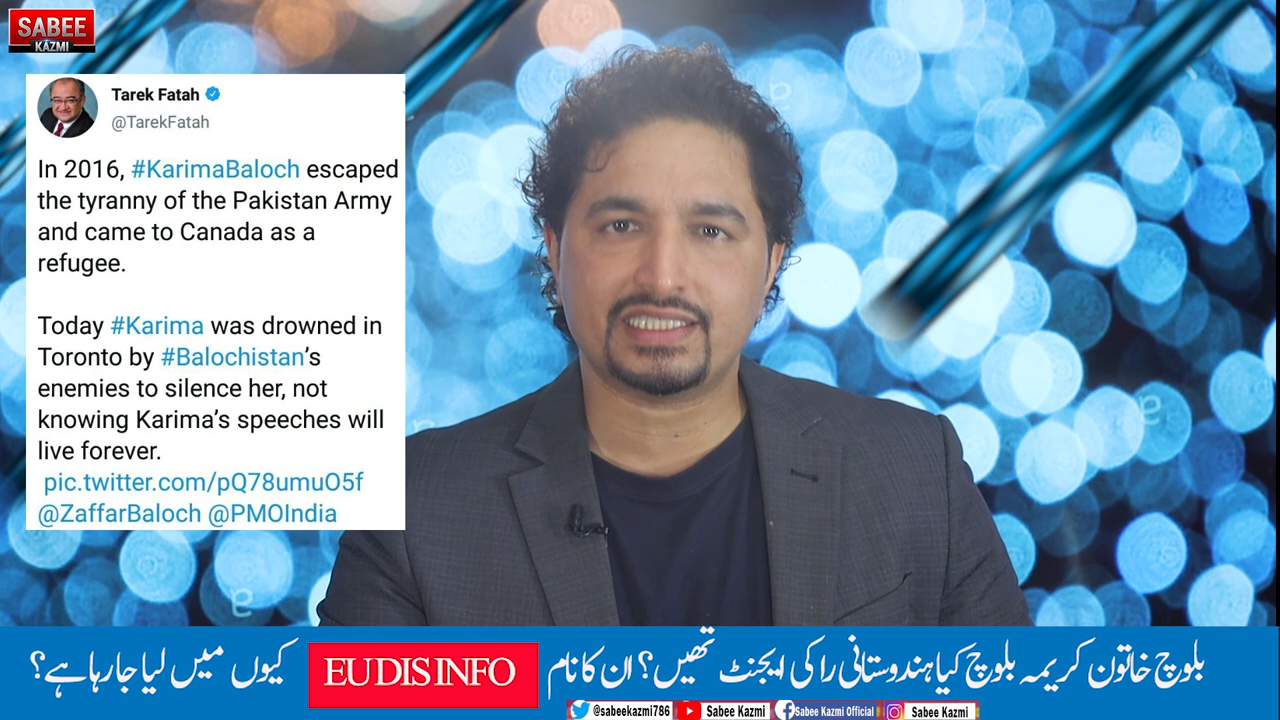 SABEE
KAZMI
Tarek Fatah
@TarekFatah
In 2016, #KarimaBaloch escaped
the tyranny of the Pakistan Army
and came to Canada as a
refugee.
Today #Karima was drowned in
Toronto by #Balochistan's
enemies to silence her, not
knowing Karima's speeches will
live forever.
pic.twitter.com/pQ78umuO5f
@ZaffarBaloch @PMOIndia
بلوچ خاتون کریمہ بلوچ کیا ہندوستانی را کی ایجنٹ تھیں؟ ان کا نام EU DISINFO کیوں میں لیا جا رہا ہے؟
@sabeekazmi786 Sabee Kazmi Sabee Kazmi Official Sabee Kazmi